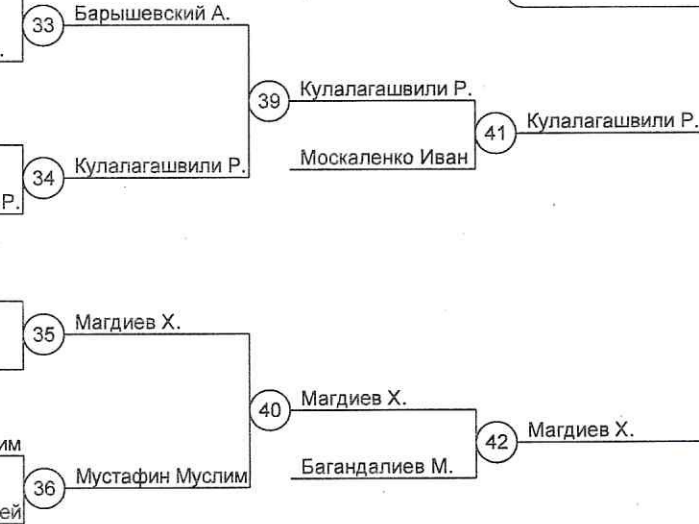 33 Барышевский А.
39 Кулалагашвили Р.
41 Кулалагашвили Р.
Москаленко Иван
34 Кулалагашвили Р.
Р.
35 Магдиев Х.
40 Магдиев Х.
42 Магдиев Х.
Багандалиев М.
им
36 Мустафин Муслим
ей